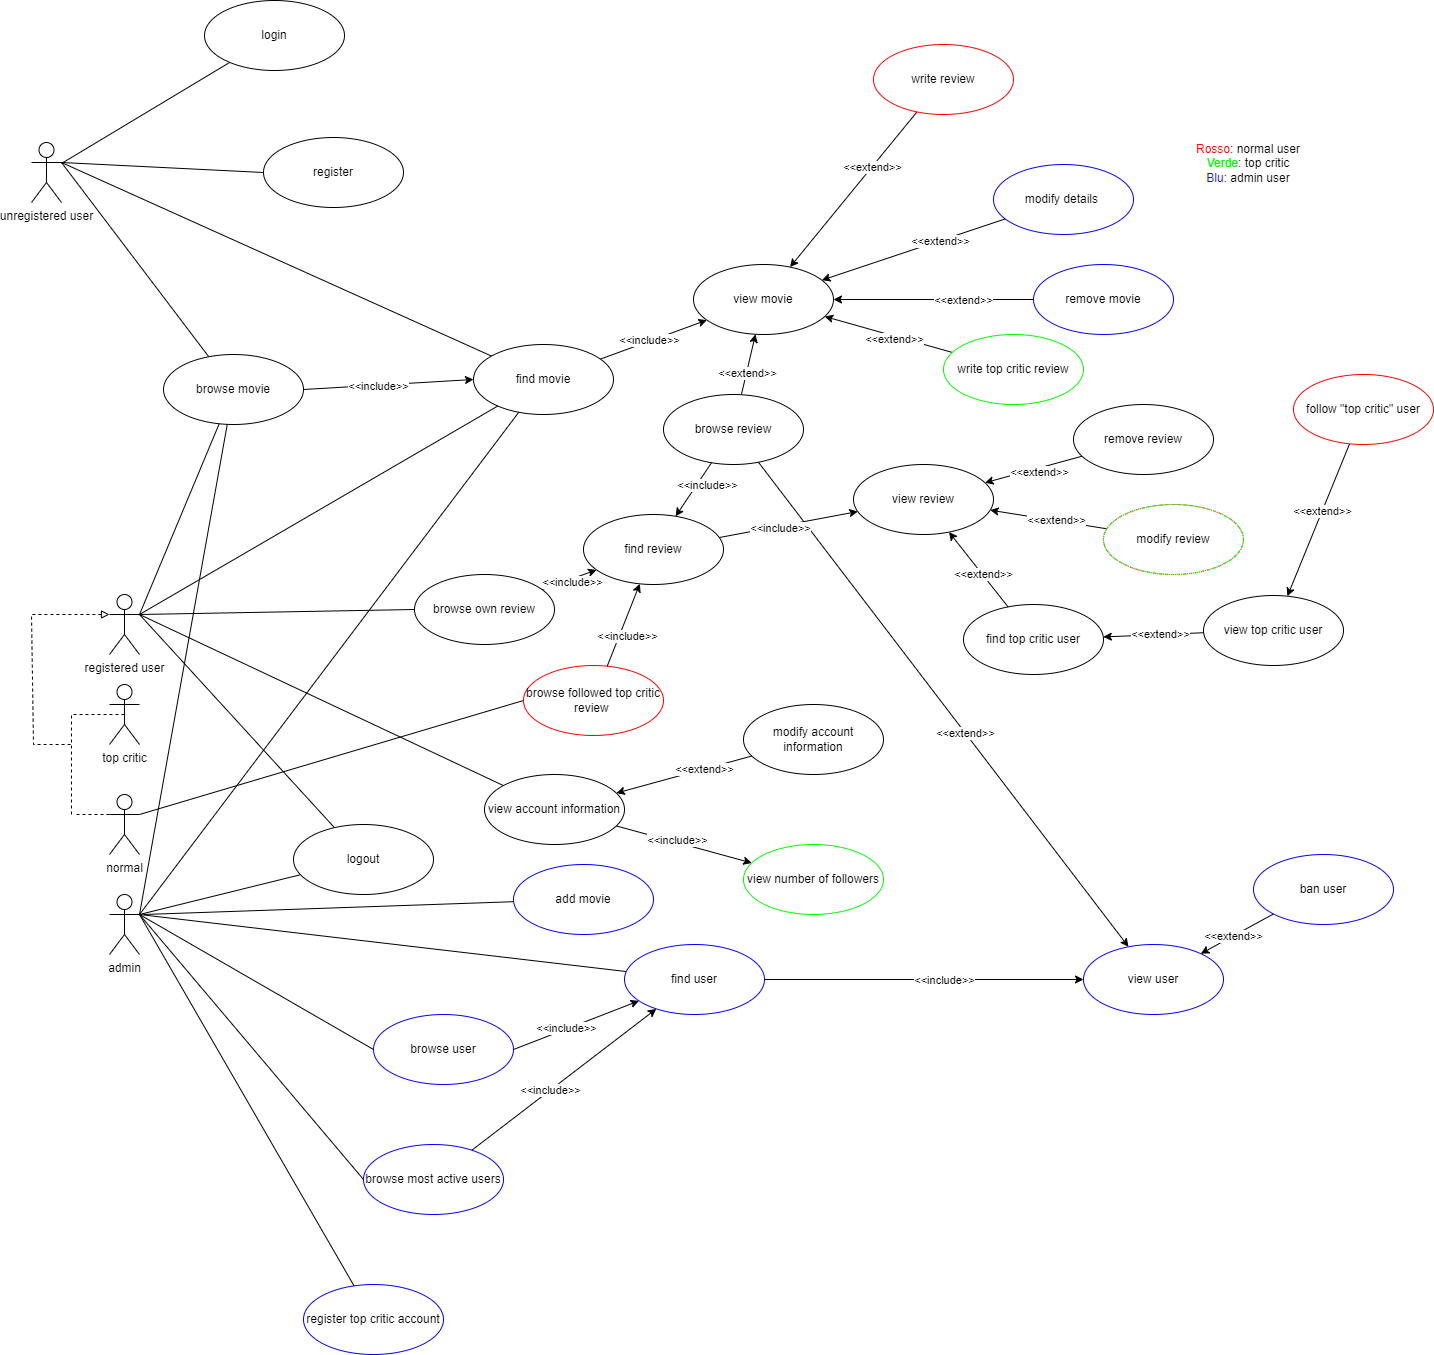 login
write review
Rosso: normal user
Verde: top critic
Blu: admin user
<<extend>>
register
modify details
unregistered user
<<extend>>
view movie
<<extend>>
remove movie
<<include>>
<<extend>>
write top critic review
<<extend>>
browse movie
<<include>>
find movie
follow "top critic" user
browse review
remove review
<<extend>>
<<include>>
view review
<<extend>>
<<extend>>
<<include>>
modify review
find review
<<extend>>
<<include>>
browse own review
<<include>>
find top critic user
<<extend>>
view top critic user
registered user
browse followed top critic
review
top critic
modify account
information
<<extend>>
<<extend>>
view account information
<<include>>
normal
logout
view number of followers
ban user
add movie
<<extend>>
admin
find user
<<include>>
view user
<<include>>
browse user
<<include>>
browse most active users
register top critic account